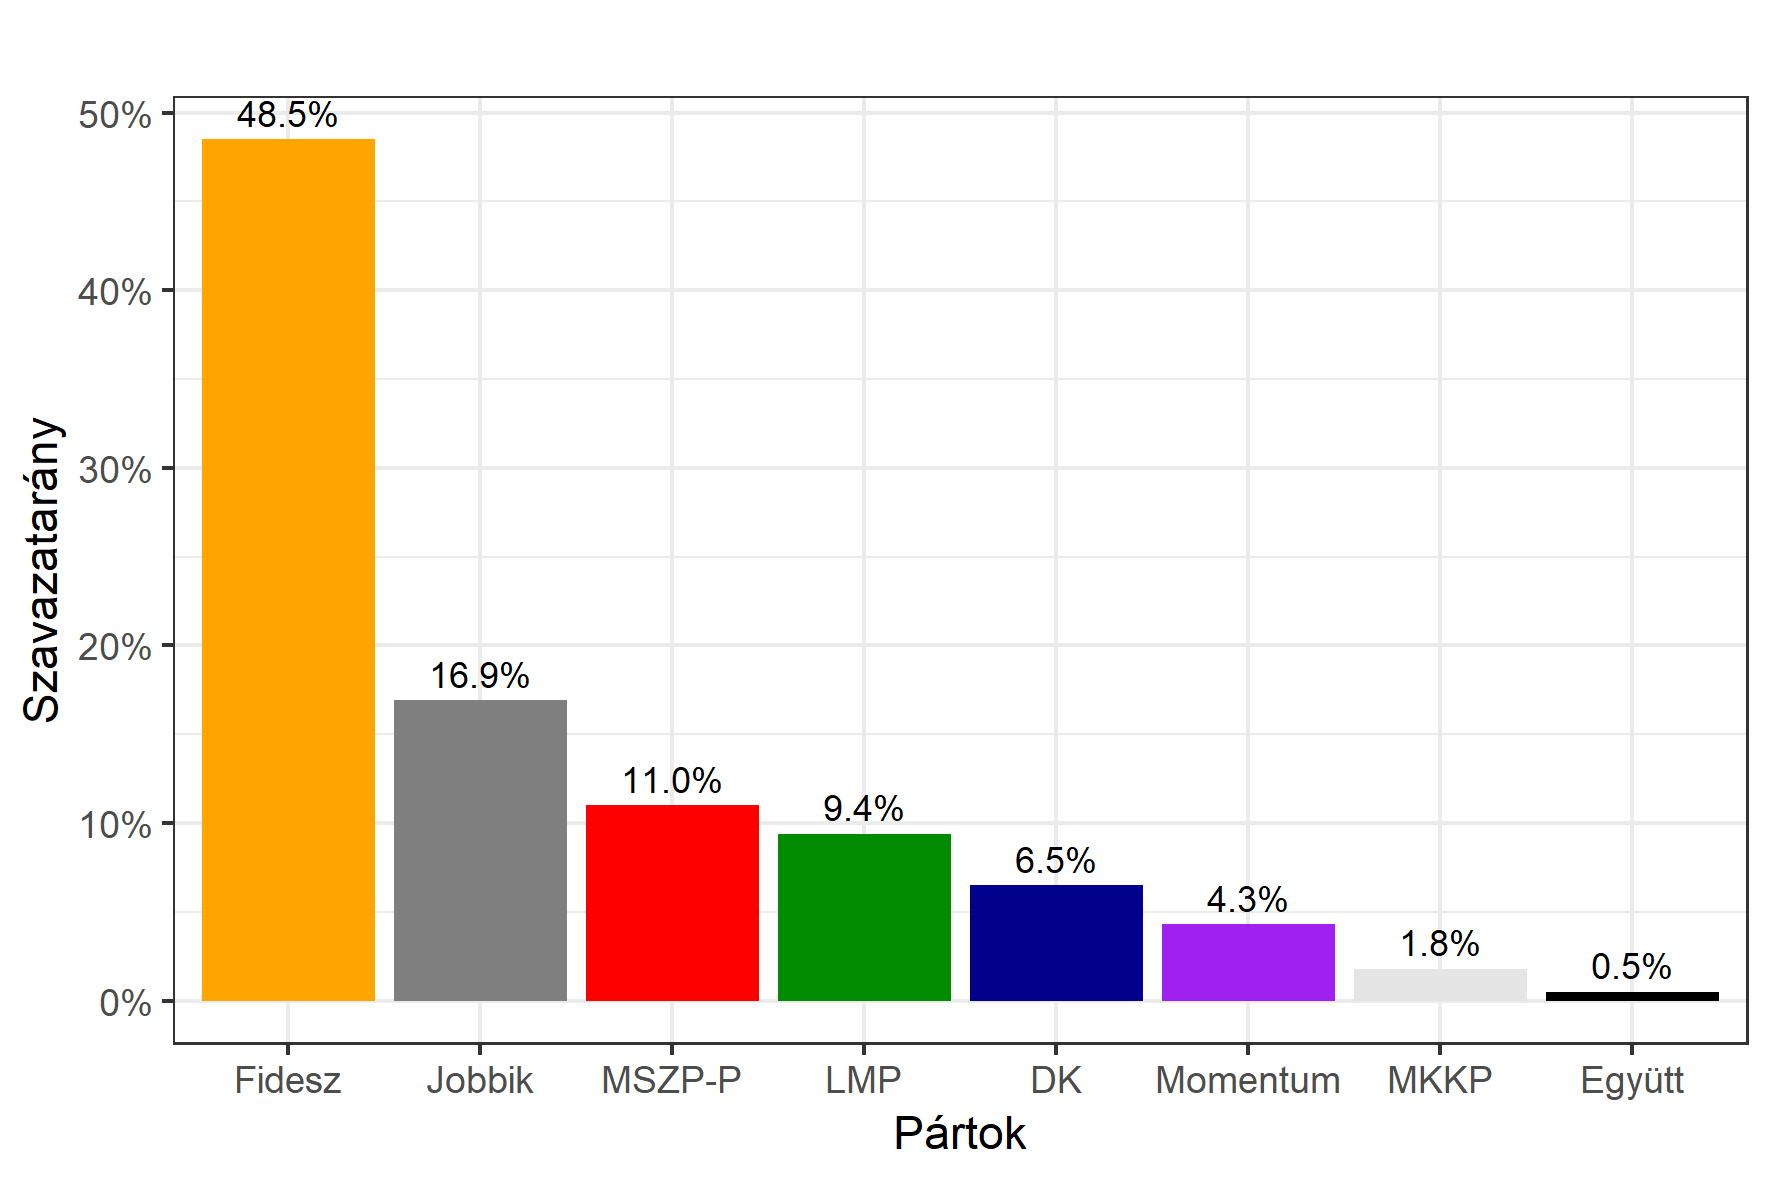 50%
40%
30%
20%
10%
0%
Szavazatarány
48.5%
16.9%
11.0%
9.4%
6.5%
4.3%
1.8%
0.5%
Fidesz
Jobbik
MSZP-P
LMP
DK
Momentum
MKKP
Együtt
Pártok